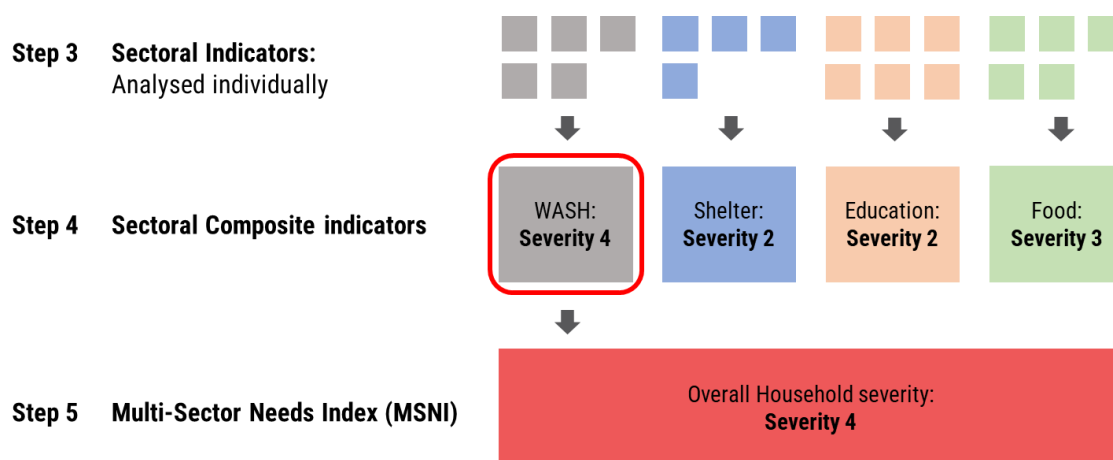 Step 3 Sectoral Indicators:
Analysed individually
Step 4 Sectoral Composite indicators
WASH:
Severity 4
Shelter:
Severity 2
Education:
Severity 2
Food:
Severity 3
Step 5 Multi-Sector Needs Index (MSNI)
Overall Household severity:
Severity 4